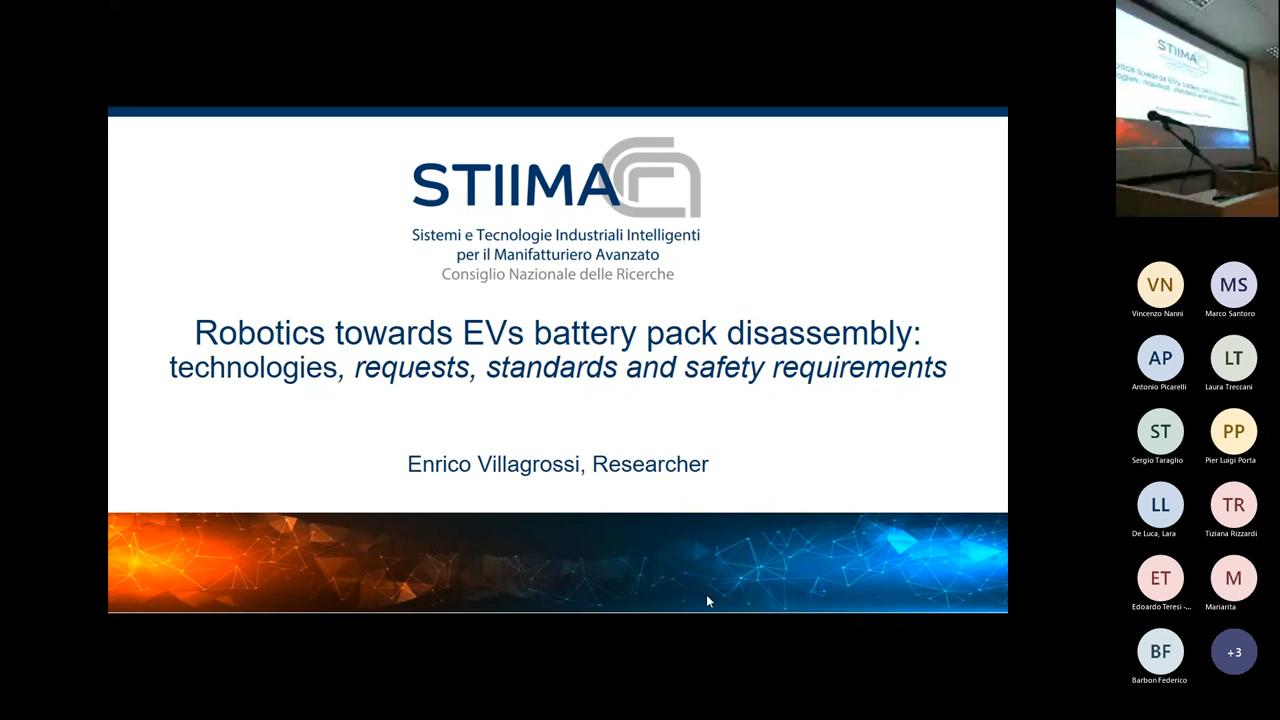 STIIMA
Sistemi e Tecnologie Industriali Intelligenti
per il Manifatturiero Avanzato
Consiglio Nazionale delle Ricerche
Robotics towards EVs battery pack disassembly:
technologies, requests, standards and safety requirements
Enrico Villagrossi, Researcher
STIIMA
VN
MS
Vincenzo Nanni
Marco Santoro
AP
LT
Antonio Picarelli
Laura Treccani
ST
PP
Sergio Taraglio
Pier Luigi Porta
LL
TR
De Luca, Lara
Tiziana Rizzardi
ET
M
Edoardo Teresi -...
Mariarita
BF
+3
Barbon Federico